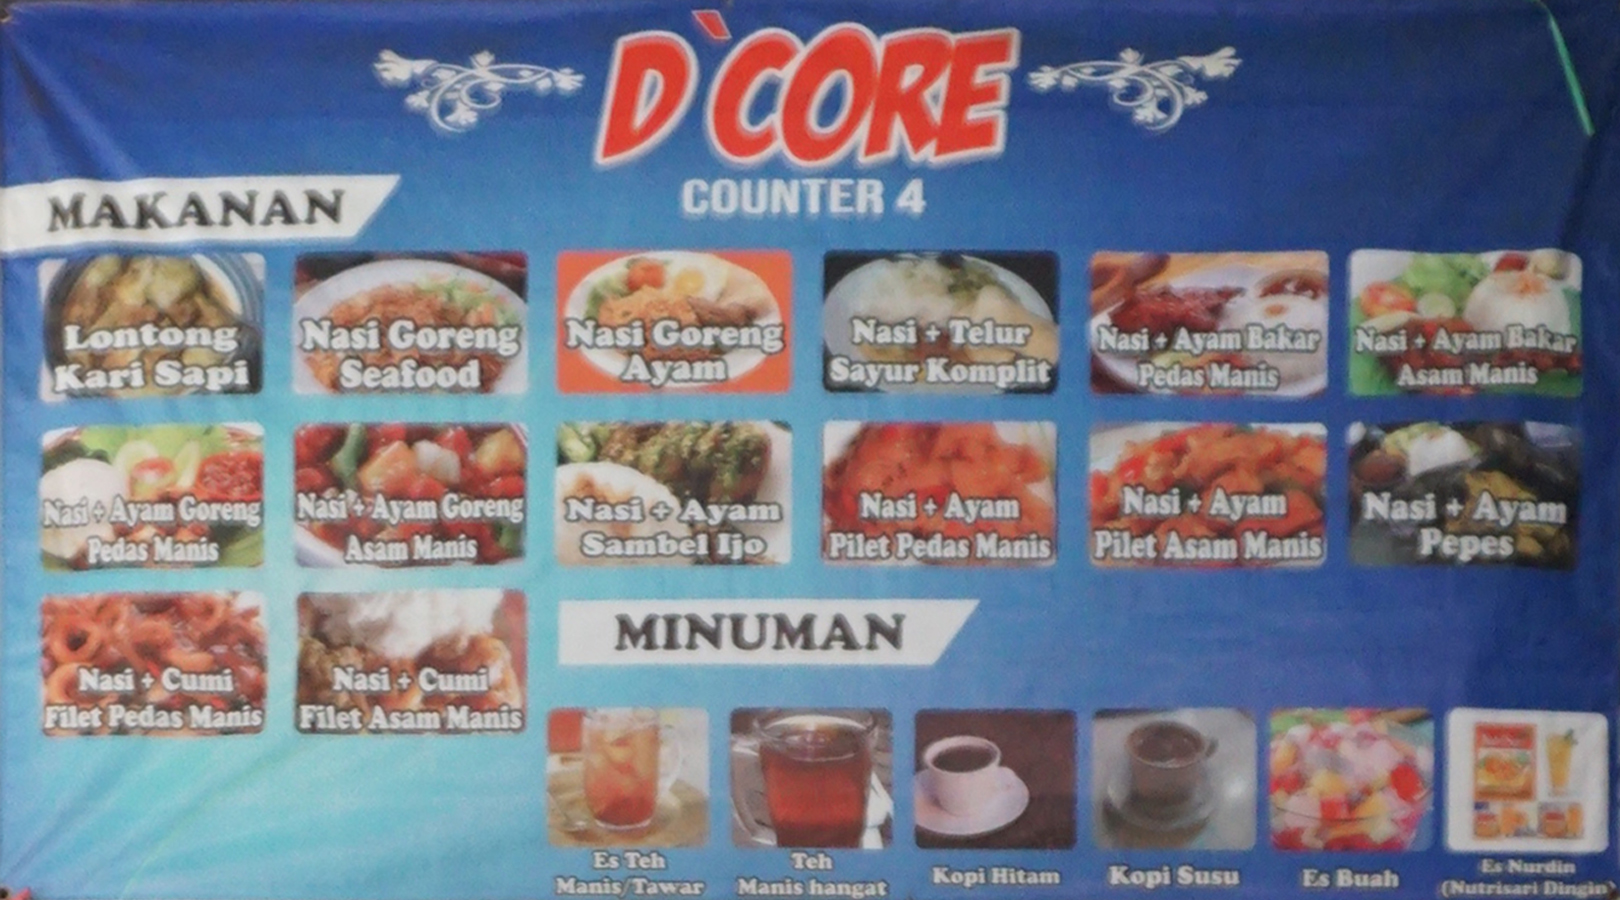 D`CORE
COUNTER 4
MAKANAN
Lontong
Kari Sapi
Nasi Goreng
Seafood
Nasi Goreng
Ayam
Nasi + Telur
Sayur Komplit
Nasi + Ayam Bakar
Pedas Manis
Nasi + Ayam Bakar
Asam Manis
Nasi + Ayam Goreng
Pedas Manis
Nasi + Ayam Goreng
Asam Manis
Nasi + Ayam
Sambel Ijo
Nasi + Ayam
Pilet Pedas Manis
Nasi + Ayam
Pilet Asam Manis
Nasi + Ayam
Pepes
Nasi + Cumi
Filet Pedas Manis
Nasi + Cumi
Filet Asam Manis
MINUMAN
Es Teh
Manis/Tawar
Teh
Manis hangat
Kopi Hitam
Kopi Susu
Es Buah
Es Nurdin
(Nutrisari Dingin)